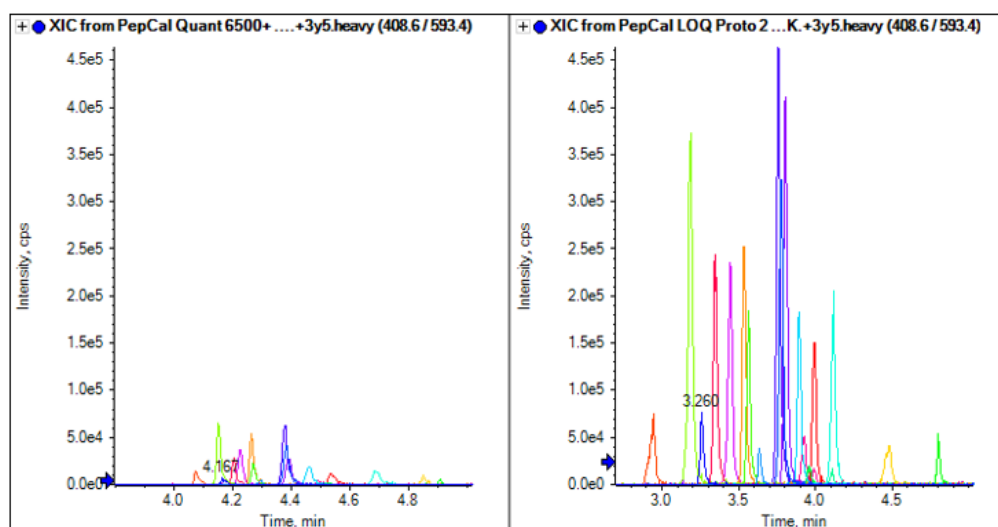 XIC from PepCal Quant 6500+ ....+3y5.heavy (408.6 / 593.4)
4.5e5
4.0e5
3.5e5
3.0e5
2.5e5
2.0e5
1.5e5
1.0e5
5.0e4
0.0e0
Intensity, cps
4.167
4.0 4.2 4.4 4.6 4.8
Time, min
XIC from PepCal LOQ Proto 2 ...K.+3y5.heavy (408.6 / 593.4)
4.5e5
4.0e5
3.5e5
3.0e5
2.5e5
2.0e5
1.5e5
1.0e5
5.0e4
0.0e0
Intensity, cps
3.260
3.0 3.5 4.0 4.5
Time, min